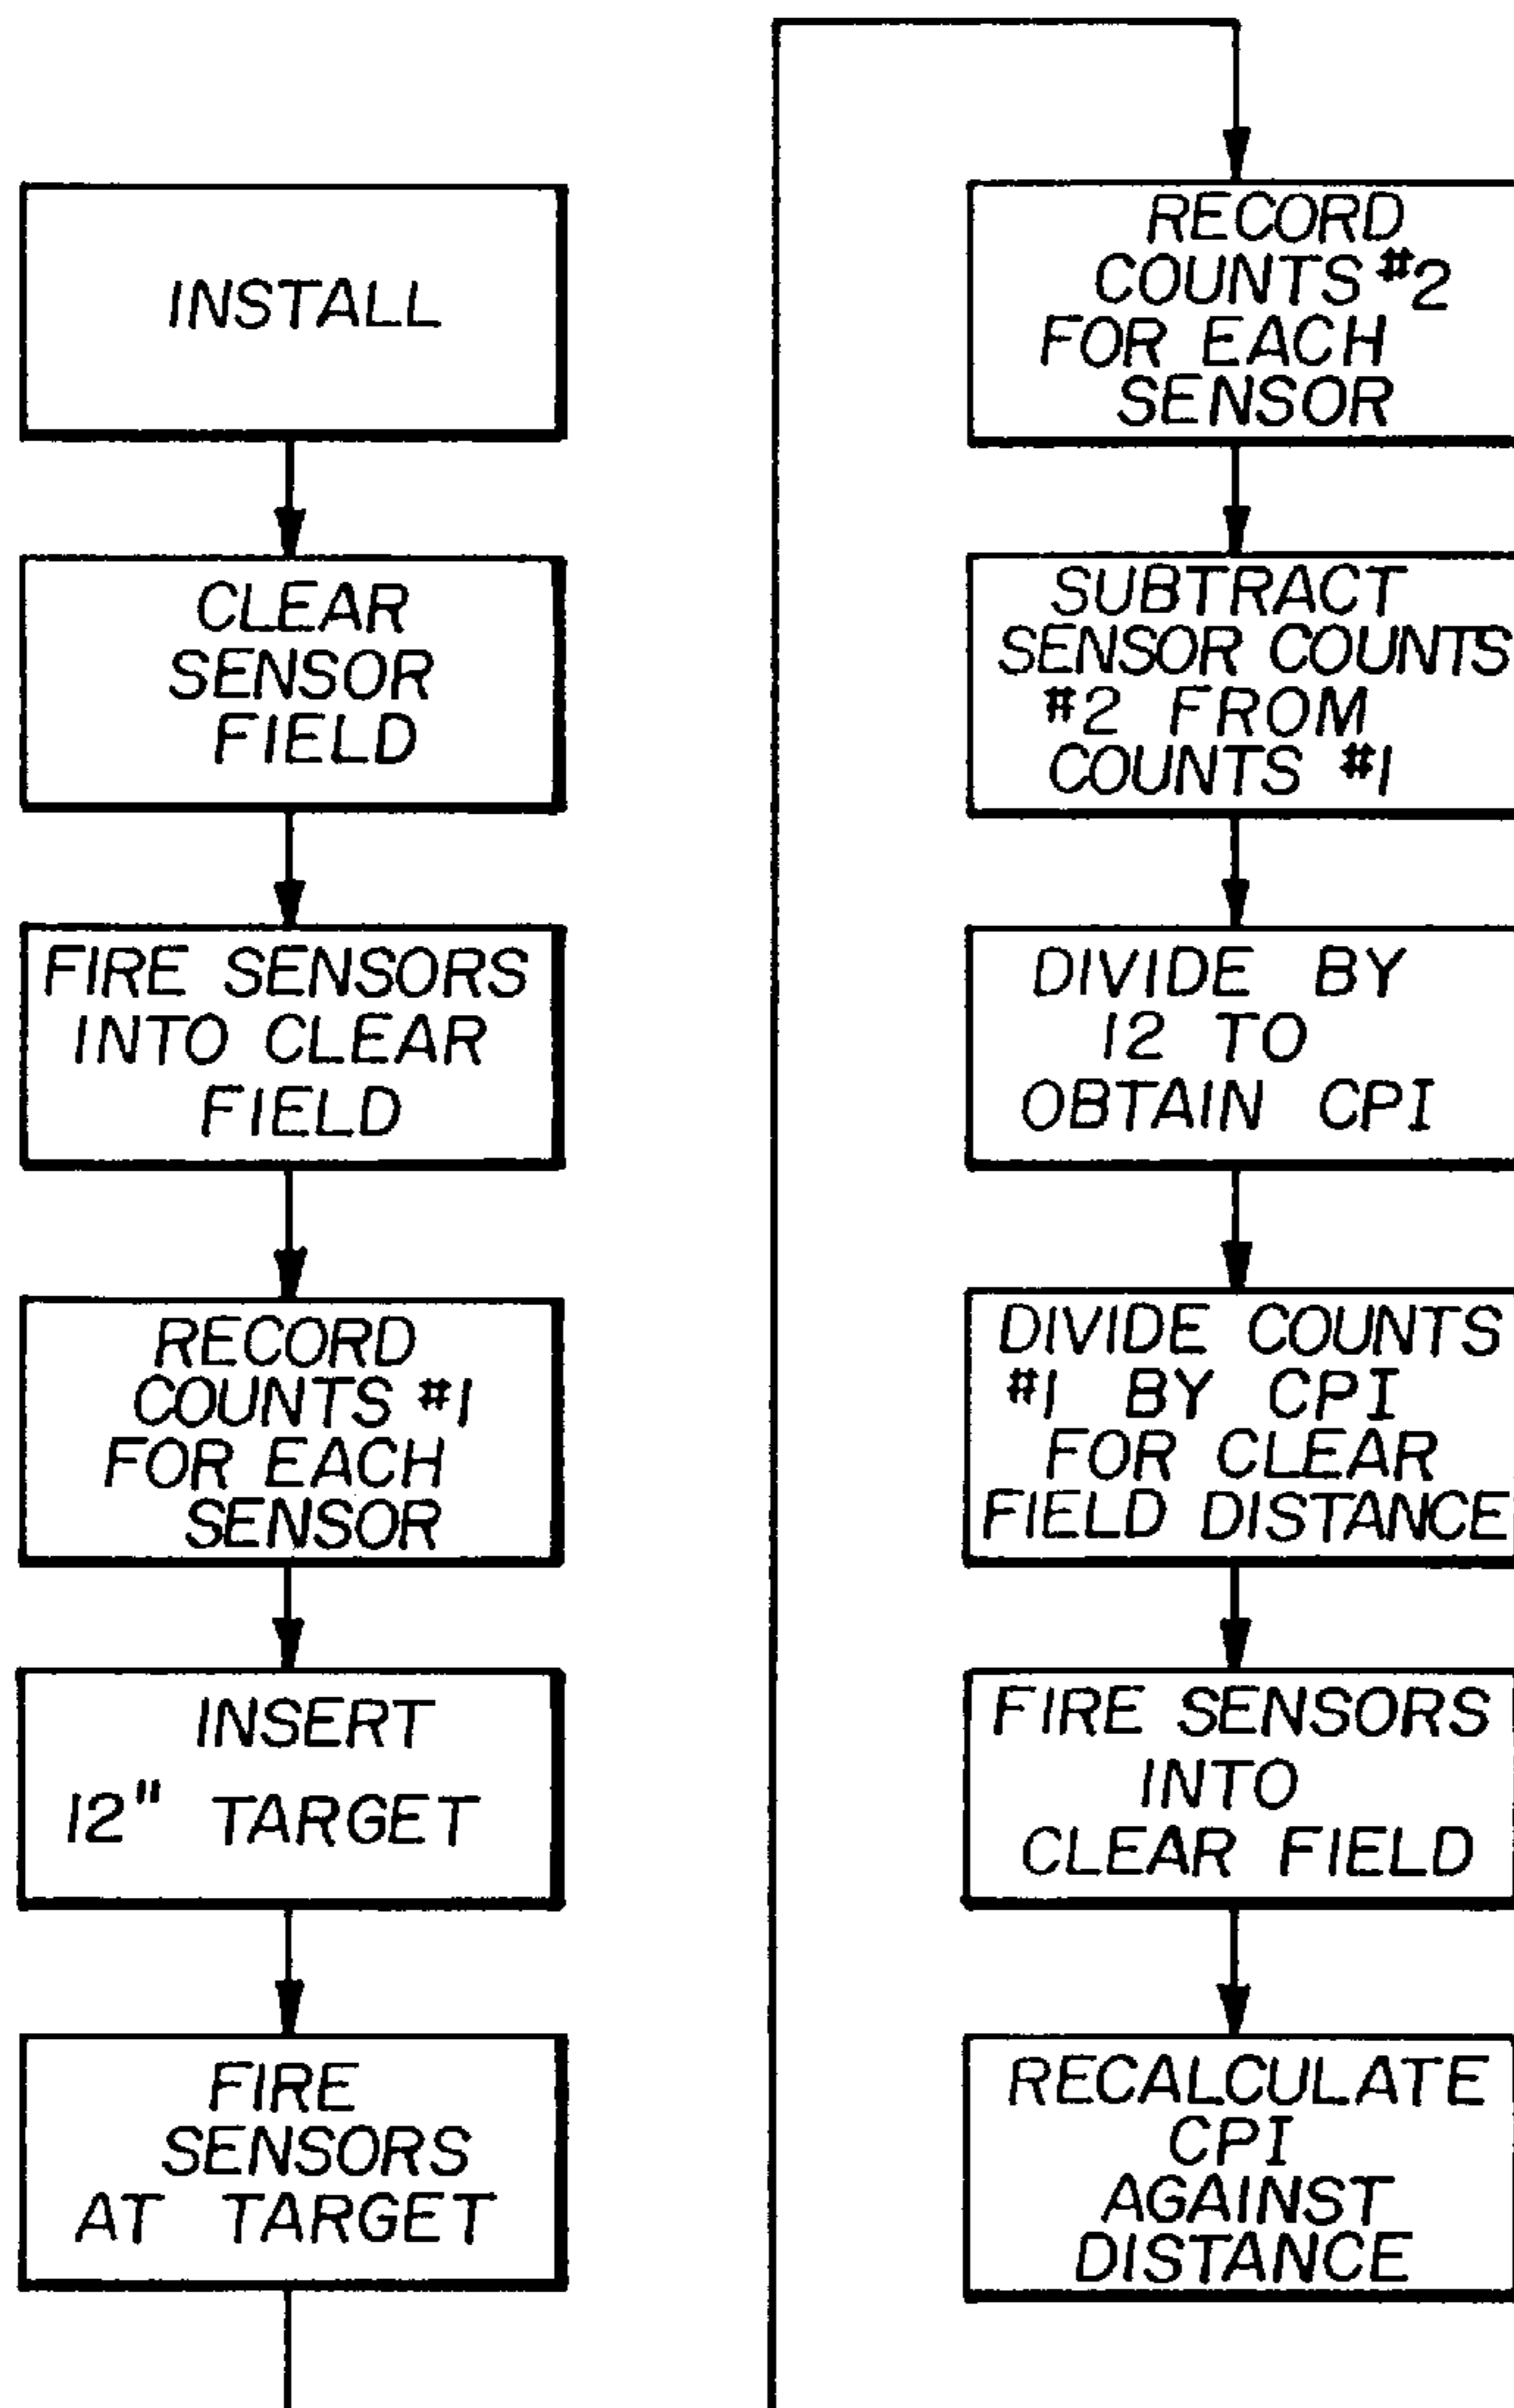 INSTALL
CLEAR
SENSOR
FIELD
FIRE SENSORS
INTO CLEAR
FIELD
RECORD
COUNTS #1
FOR EACH
SENSOR
INSERT
12" TARGET
FIRE
SENSORS
AT TARGET
RECORD
COUNTS #2
FOR EACH
SENSOR
SUBTRACT
SENSOR COUNTS
#2 FROM
COUNTS #1
DIVIDE BY
12 TO
OBTAIN CPI
DIVIDE COUNTS
#1 BY CPI
FOR CLEAR
FIELD DISTANCE
FIRE SENSORS
INTO
CLEAR FIELD
RECALCULATE
CPI
AGAINST
DISTANCE